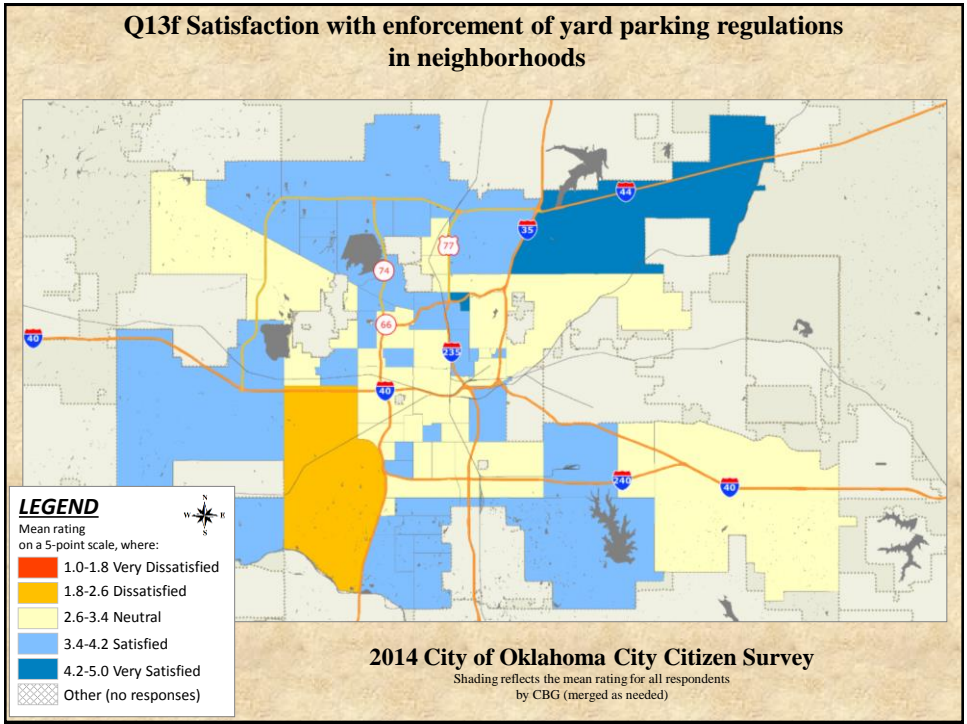 Q13f Satisfaction with enforcement of yard parking regulations
in neighborhoods
44
35
77
74
66
40
235
40
240
40
LEGEND
Mean rating
on a 5-point scale, where:
N
W
E
S
1.0-1.8 Very Dissatisfied
1.8-2.6 Dissatisfied
2.6-3.4 Neutral
3.4-4.2 Satisfied
4.2-5.0 Very Satisfied
Other (no responses)
2014 City of Oklahoma City Citizen Survey
Shading reflects the mean rating for all respondents
by CBG (merged as needed)